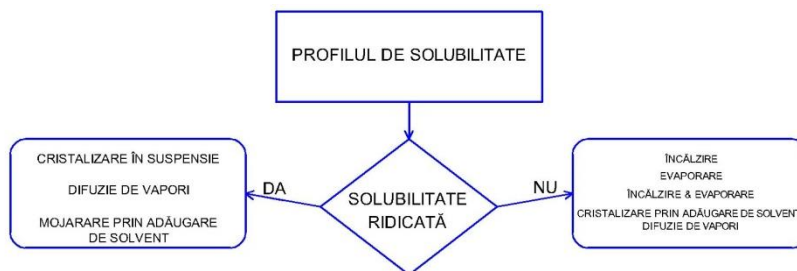 PROFILUL DE SOLUBILITATE
CRISTALIZARE ÎN SUSPENSIE
DIFUZIE DE VAPORI
MOJARARE PRIN ADĂUGARE
DE SOLVENT
DA
SOLUBILITATE
RIDICATĂ
NU
ÎNCĂLZIRE
EVAPORARE
ÎNCĂLZIRE & EVAPORARE
CRISTALIZARE PRIN ADĂUGARE DE SOLVENT
DIFUZIE DE VAPORI